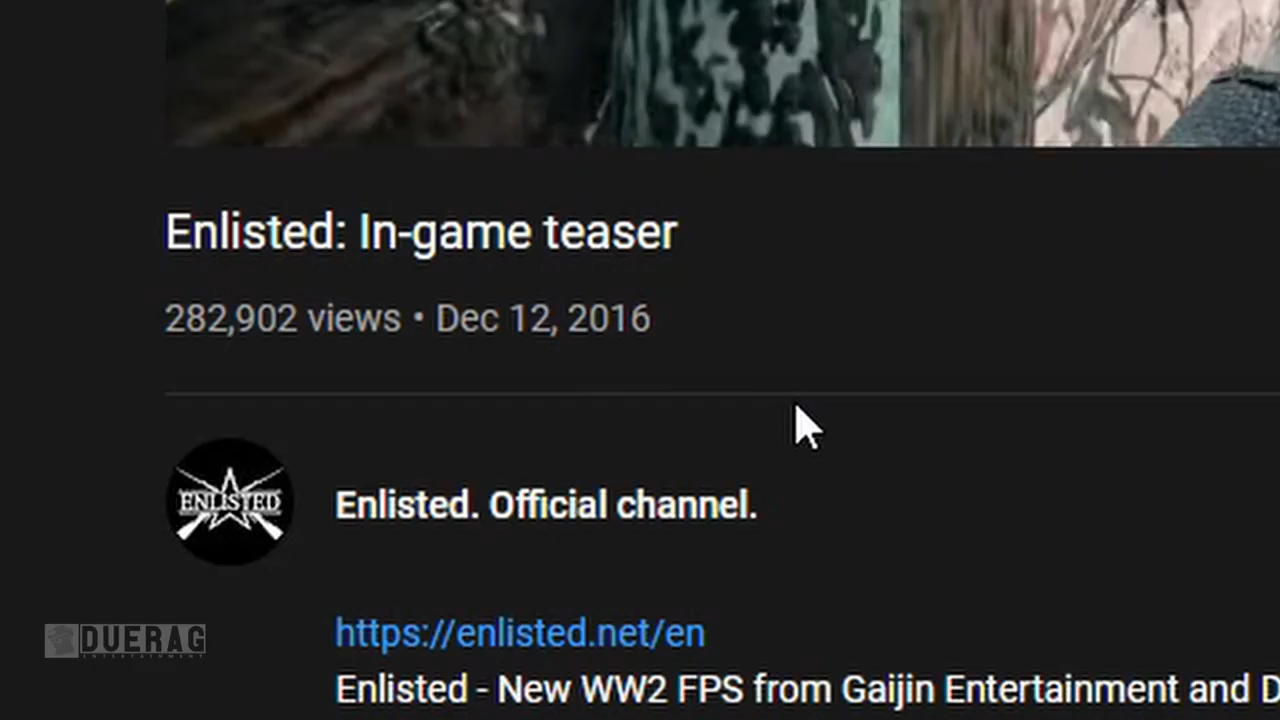 Enlisted: In-game teaser
282,902 views • Dec 12, 2016
ENLISTED
Enlisted. Official channel.
https://enlisted.net/en
DUERAG
ENTERTAINMENT
Enlisted - New WW2 FPS from Gaijin Entertainment and D